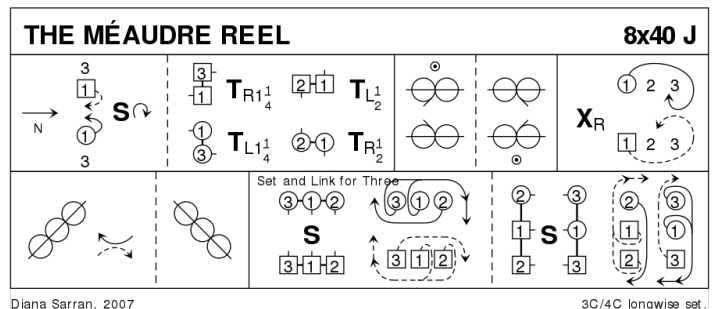 THE MÉAUDRE REEL 8x40 J
3
1
S
N
1
3
3
1
T R1 1/4
2 1
T L 1/2
1
3
T L1 1/4
2 1
T R 1/2
1 2 3
X R
1 2 3
Set and Link for Three
3 1 2
S
3 1 2
3 1 2
3 1 2
2 3
1 S 1
2 3
2 3
1 1
2 3
Diana Sarran, 2007 3C/4C longwise set.